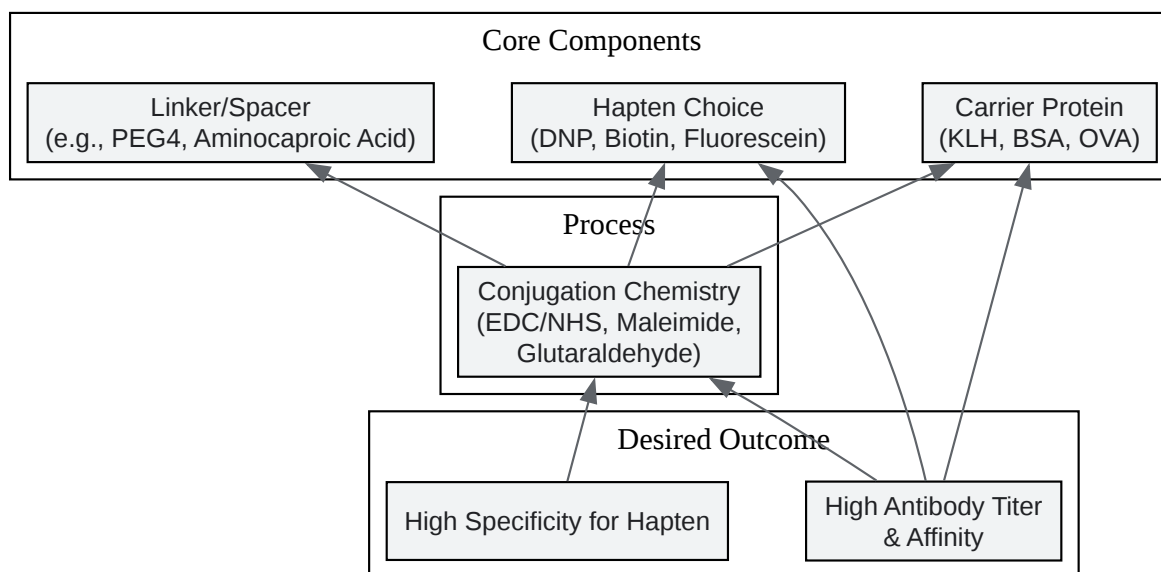 Core Components
Linker/Spacer
(e.g., PEG4, Aminocaproic Acid)
Hapten Choice
(DNP, Biotin, Fluorescein)
Carrier Protein
(KLH, BSA, OVA)
Process
Conjugation Chemistry
(EDC/NHS, Maleimide,
Glutaraldehyde)
Desired Outcome
High Specificity for Hapten
High Antibody Titer
& Affinity